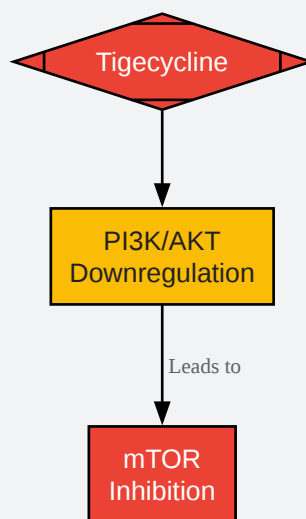 Tigecycline
PI3K/AKT
Downregulation
Leads to
mTOR
Inhibition